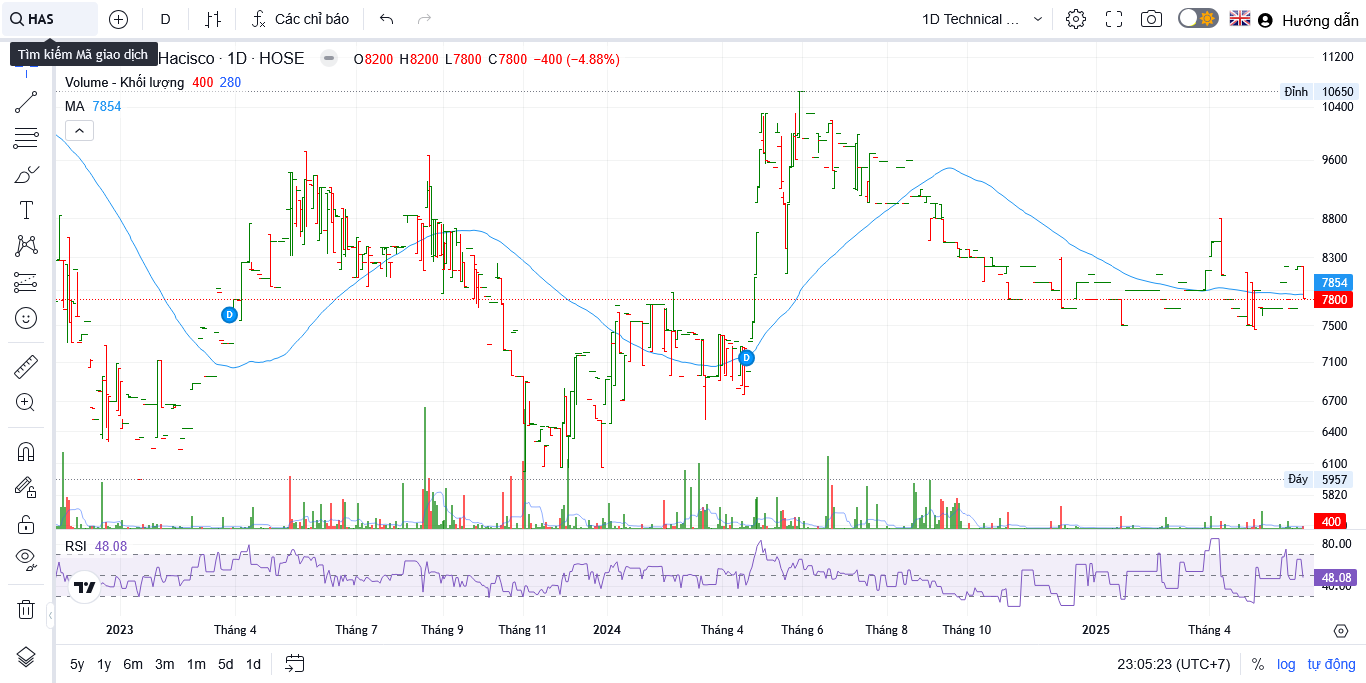 HAS
D
Các chỉ báo
1D Technical ...
Hướng dẫn
Tìm kiếm Mã giao dịch
Hacisco · 1D · HOSE
O8200 H8200 L7800 C7800 −400 (−4.88%)
Volume - Khối lượng 400 280
MA 7854
11200
Đỉnh 10650
10400
9600
8800
8300
7854
7800
7500
7100
6700
6400
6100
Đáy 5957
5820
400
D
D
RSI 48.08
80.00
48.08
40.00
2023 Tháng 4 Tháng 7 Tháng 9 Tháng 11 2024 Tháng 4 Tháng 6 Tháng 8 Tháng 10 2025 Tháng 4
5y 1y 6m 3m 1m 5d 1d
23:05:23 (UTC+7) % log tự động